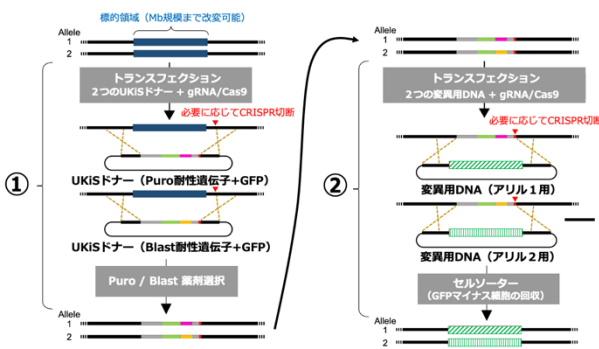 標的領域（Mb規模まで改変可能）
Allele
1
2
①
トランスフェクション
2つのUKiSドナー + gRNA/Cas9
必要に応じてCRISPR切断
UKiSドナー（Puro耐性遺伝子+GFP）
UKiSドナー（Blast耐性遺伝子+GFP）
Puro / Blast 薬剤選択
Allele
1
2
Allele
1
2
②
トランスフェクション
2つの変異用DNA + gRNA/Cas9
必要に応じてCRISPR切断
変異用DNA（アリル１用）
変異用DNA（アリル２用）
セルソーター
（GFPマイナス細胞の回収）
Allele
1
2